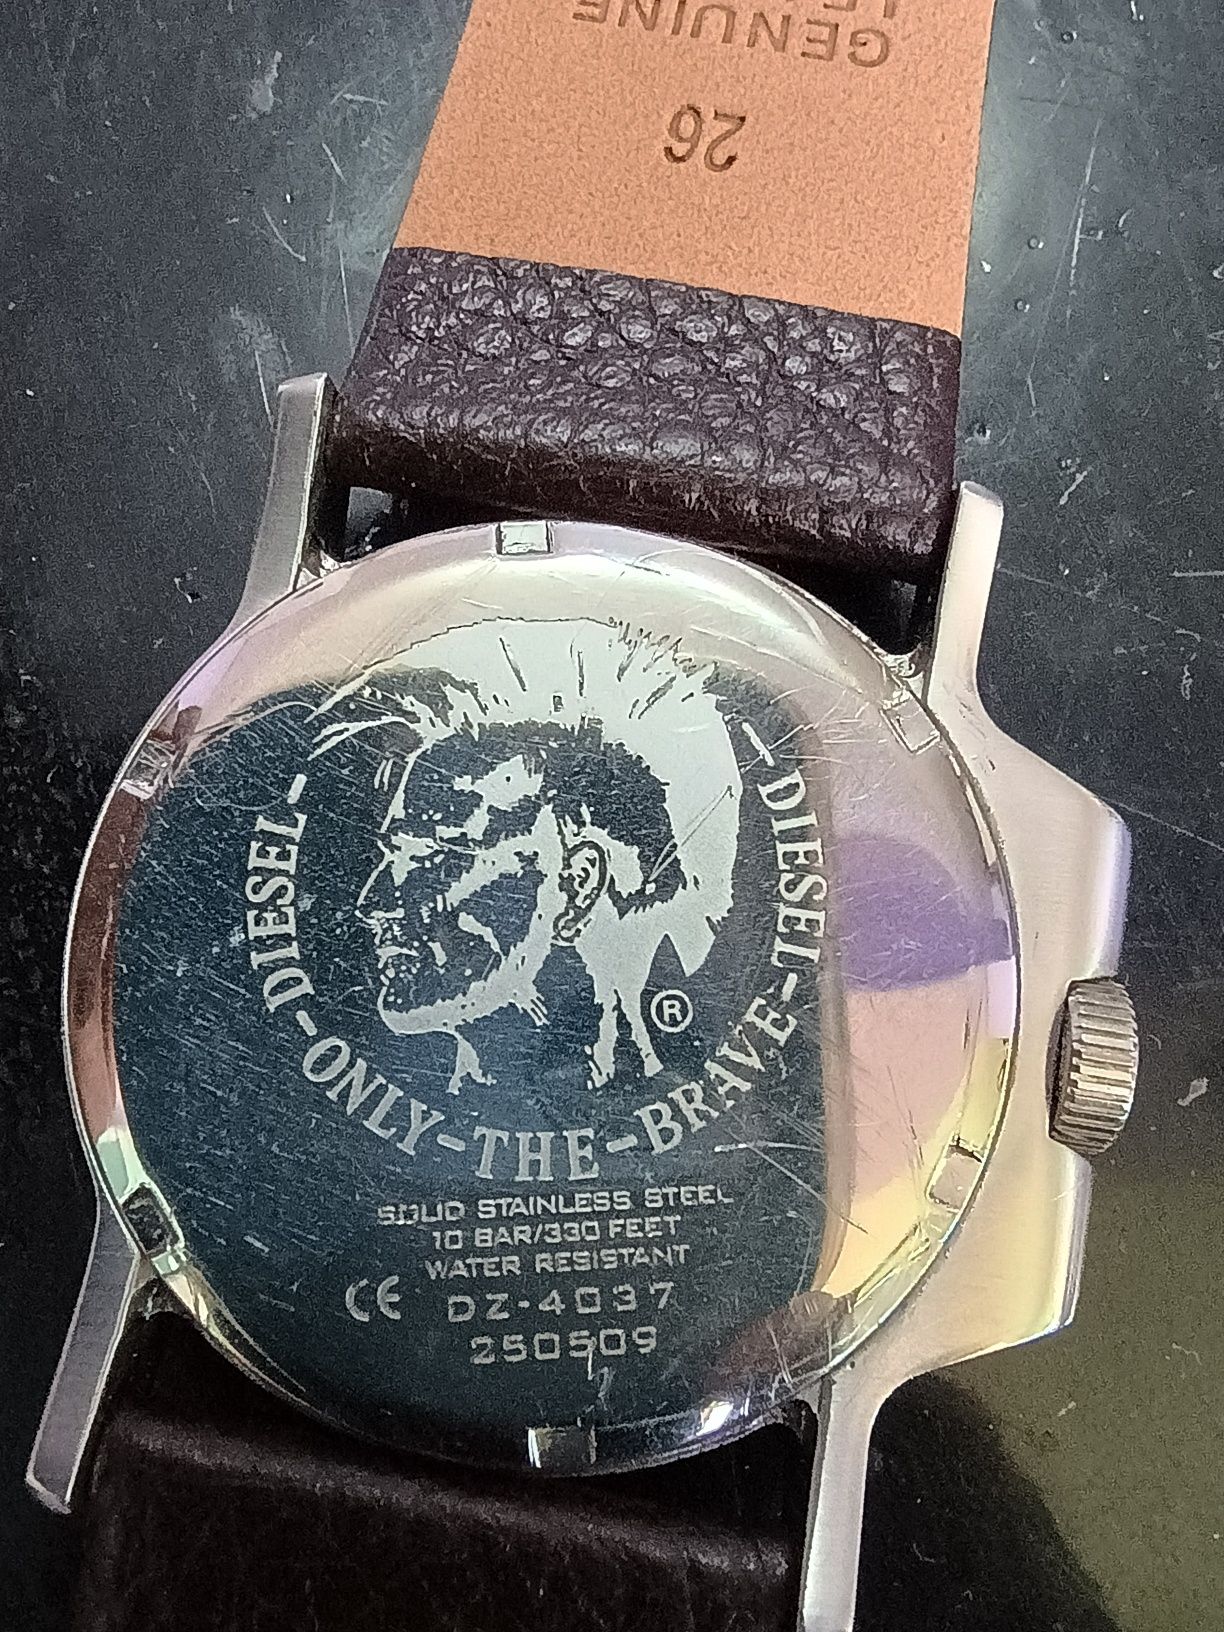 GENUINE
26
–DIESEL–ONLY–THE–BRAVE–DIESEL–
®
SOLID STAINLESS STEEL
10 BAR/330 FEET
WATER RESISTANT
CE DZ-4037
250509